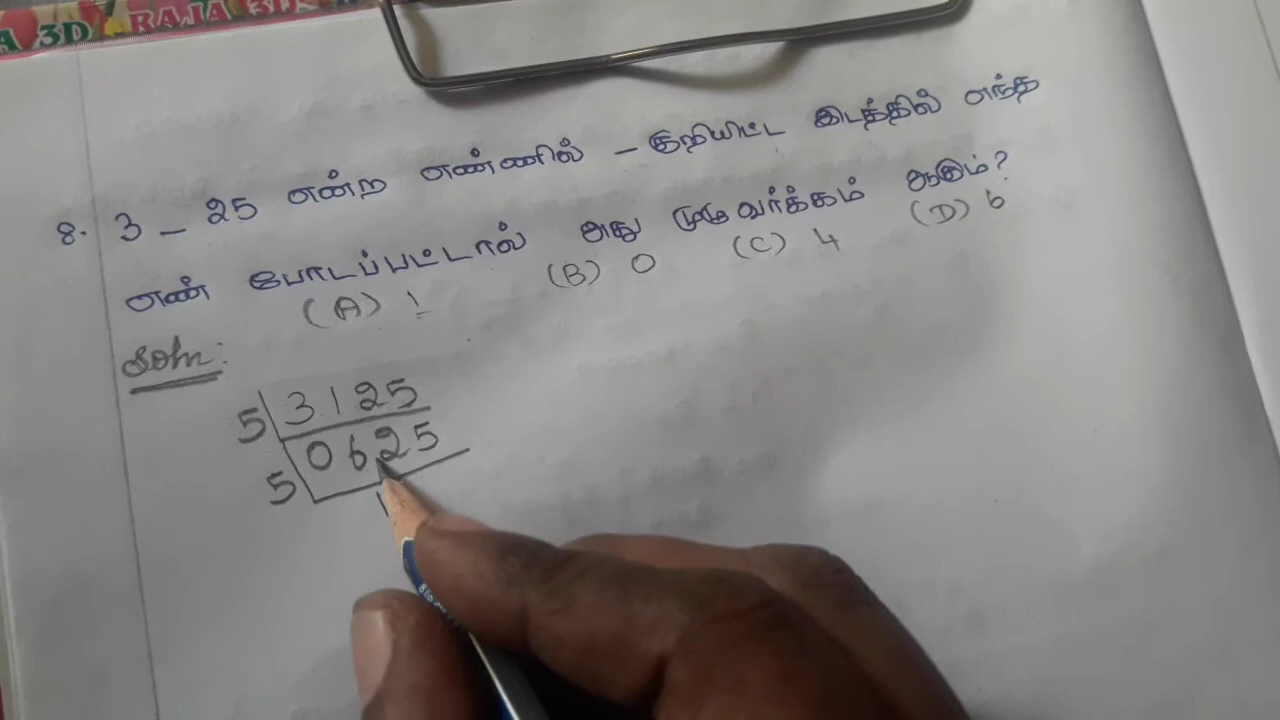 A 3D RAJA 3D
8. 3 _ 25 என்ற எண்ணில் – குறியிட்ட இடத்தில் எந்த
எண் போடப்பட்டால் அது முழு வர்க்கம் ஆகும்?
(A) 1 (B) 0 (C) 4 (D) 6
Soln:
5 3125
5 0625
1